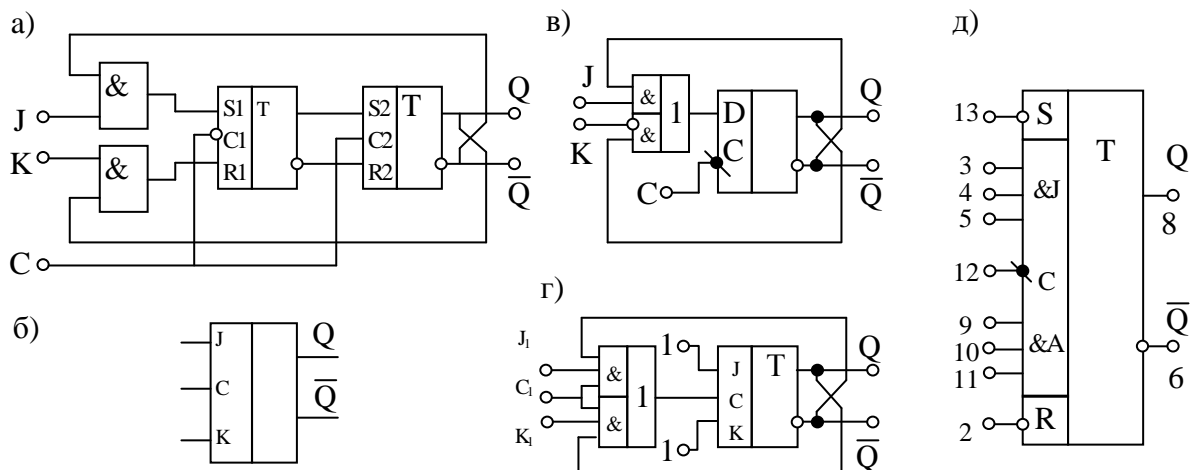 а)
&
J
K
&
C
S1
T
C1
R1
S2
T
C2
R2
Q
Q̅
б)
J
C
K
Q
Q̅
в)
J
K
&
&
1
D
C
C
Q
Q̅
г)
J₁
C₁
K₁
&
&
1
1
1
J
C
K
T
Q
Q̅
д)
13
S
3
4
5
&J
T
12
C
9
10
11
&A
2
R
Q
8
Q̅
6